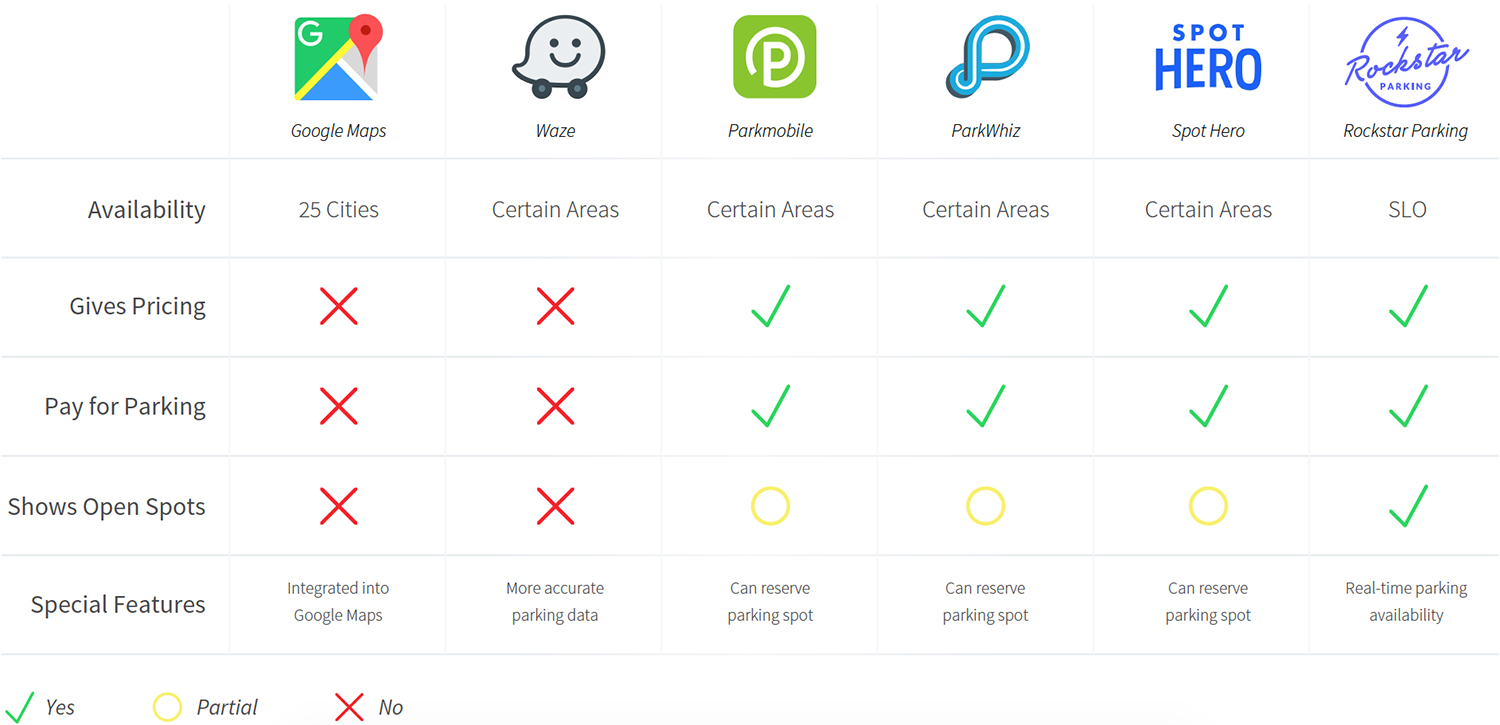 G
SPOT
HERO
Rockstar
PARKING
Google Maps
Waze
Parkmobile
ParkWhiz
Spot Hero
Rockstar Parking
Availability
25 Cities
Certain Areas
Certain Areas
Certain Areas
Certain Areas
SLO
Gives Pricing
Pay for Parking
Shows Open Spots
Special Features
Integrated into
Google Maps
More accurate
parking data
Can reserve
parking spot
Can reserve
parking spot
Can reserve
parking spot
Real-time parking
availability
Yes
Partial
No